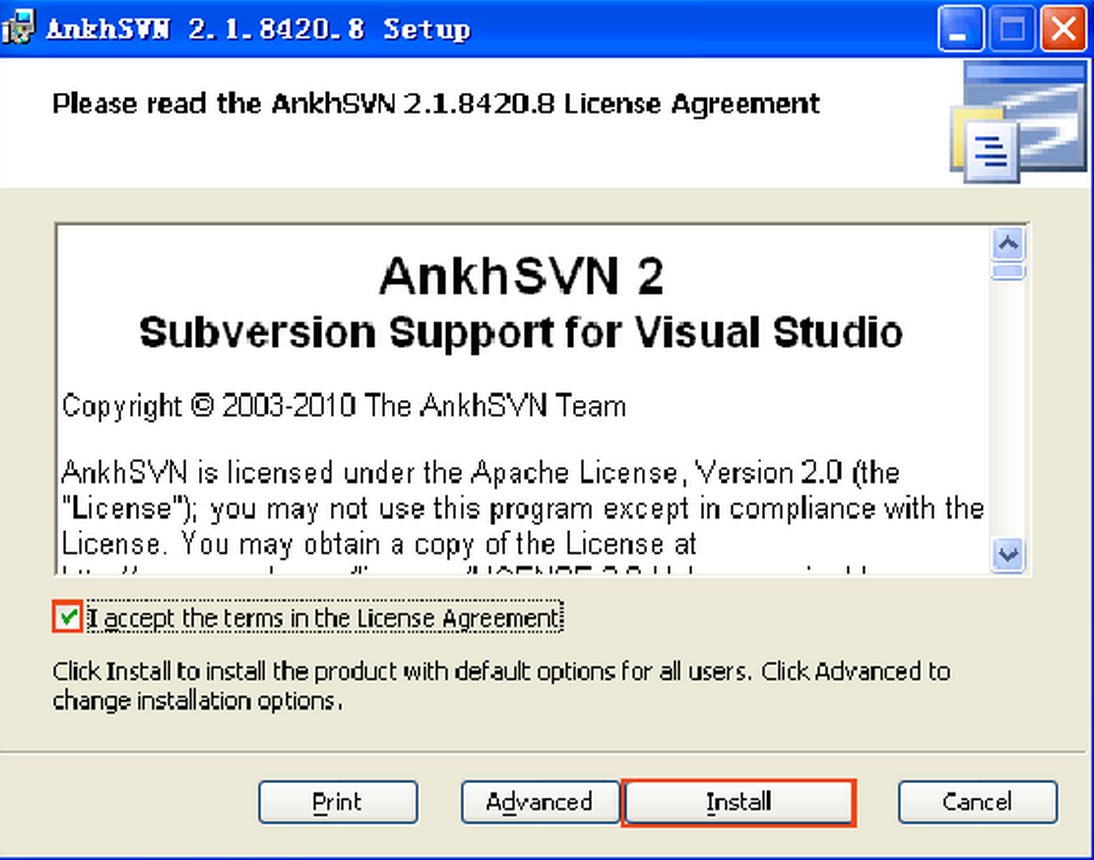 AnkhSVN 2.1.8420.8 Setup
Please read the AnkhSVN 2.1.8420.8 License Agreement
AnkhSVN 2
Subversion Support for Visual Studio
Copyright © 2003-2010 The AnkhSVN Team
AnkhSVN is licensed under the Apache License, Version 2.0 (the
"License"); you may not use this program except in compliance with the
License. You may obtain a copy of the License at
I accept the terms in the License Agreement
Click Install to install the product with default options for all users. Click Advanced to
change installation options.
Print Advanced Install Cancel